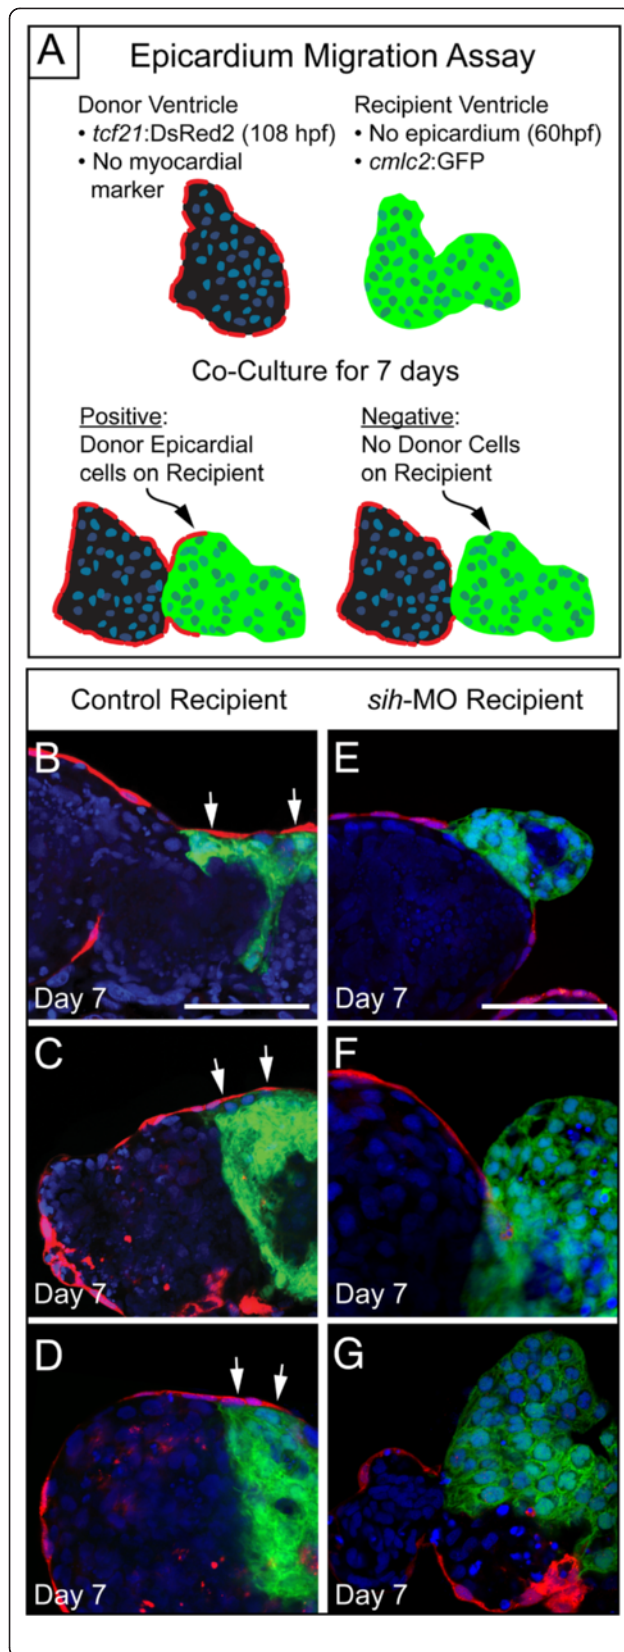 A
Epicardium Migration Assay
Donor Ventricle
• tcf21:DsRed2 (108 hpf)
• No myocardial
marker
Recipient Ventricle
• No epicardium (60hpf)
• cmlc2:GFP
Co-Culture for 7 days
Positive:
Donor Epicardial
cells on Recipient
Negative:
No Donor Cells
on Recipient
Control Recipient
sih-MO Recipient
B
Day 7
E
Day 7
C
Day 7
F
Day 7
D
Day 7
G
Day 7